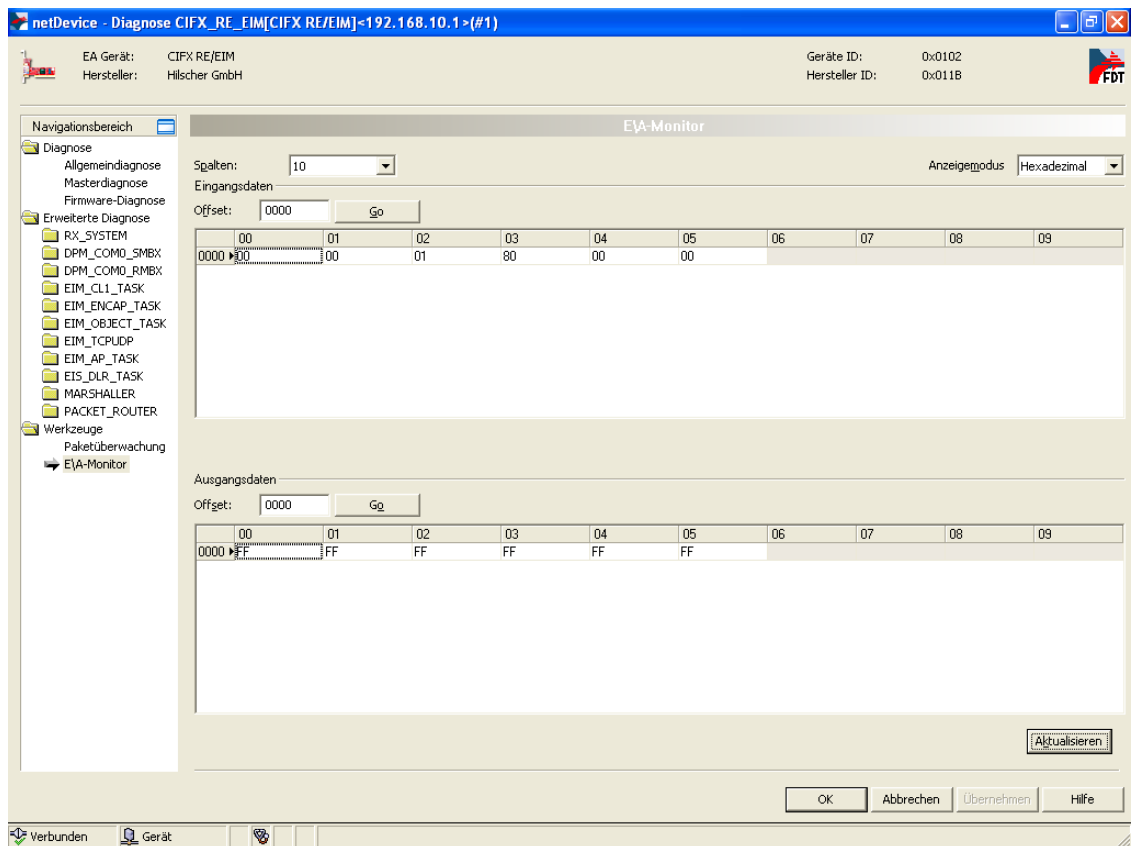 netDevice - Diagnose CIFX_RE_EIM[CIFX RE/EIM]<192.168.10.1>(#1)
EA Gerät: CIFX RE/EIM Geräte ID: 0x0102
Hersteller: Hilscher GmbH Hersteller ID: 0x011B
FDT
Navigationsbereich
Diagnose
Allgemeindiagnose
Masterdiagnose
Firmware-Diagnose
Erweiterte Diagnose
RX_SYSTEM
DPM_COM0_SMBX
DPM_COM0_RMBX
EIM_CL1_TASK
EIM_ENCAP_TASK
EIM_OBJECT_TASK
EIM_TCPUDP
EIM_AP_TASK
EIS_DLR_TASK
MARSHALLER
PACKET_ROUTER
Werkzeuge
Paketüberwachung
E\A-Monitor
E\A-Monitor
Spalten: 10 Anzeigemodus Hexadezimal
Eingangsdaten
Offset: 0000 Go
00 01 02 03 04 05 06 07 08 09
0000 00 00 01 80 00 00
Ausgangsdaten
Offset: 0000 Go
00 01 02 03 04 05 06 07 08 09
0000 FF FF FF FF FF FF
Aktualisieren
OK Abbrechen Übernehmen Hilfe
Verbunden Gerät